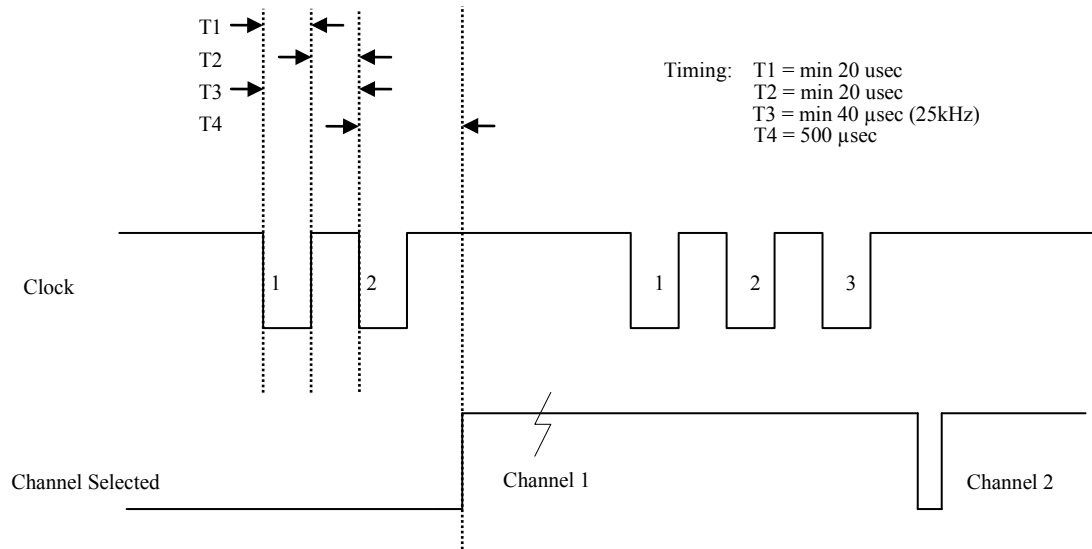 T1
T2
T3
T4
Timing: T1 = min 20 usec
T2 = min 20 usec
T3 = min 40 µsec (25kHz)
T4 = 500 µsec
Clock
1 2 1 2 3
Channel Selected
Channel 1
Channel 2